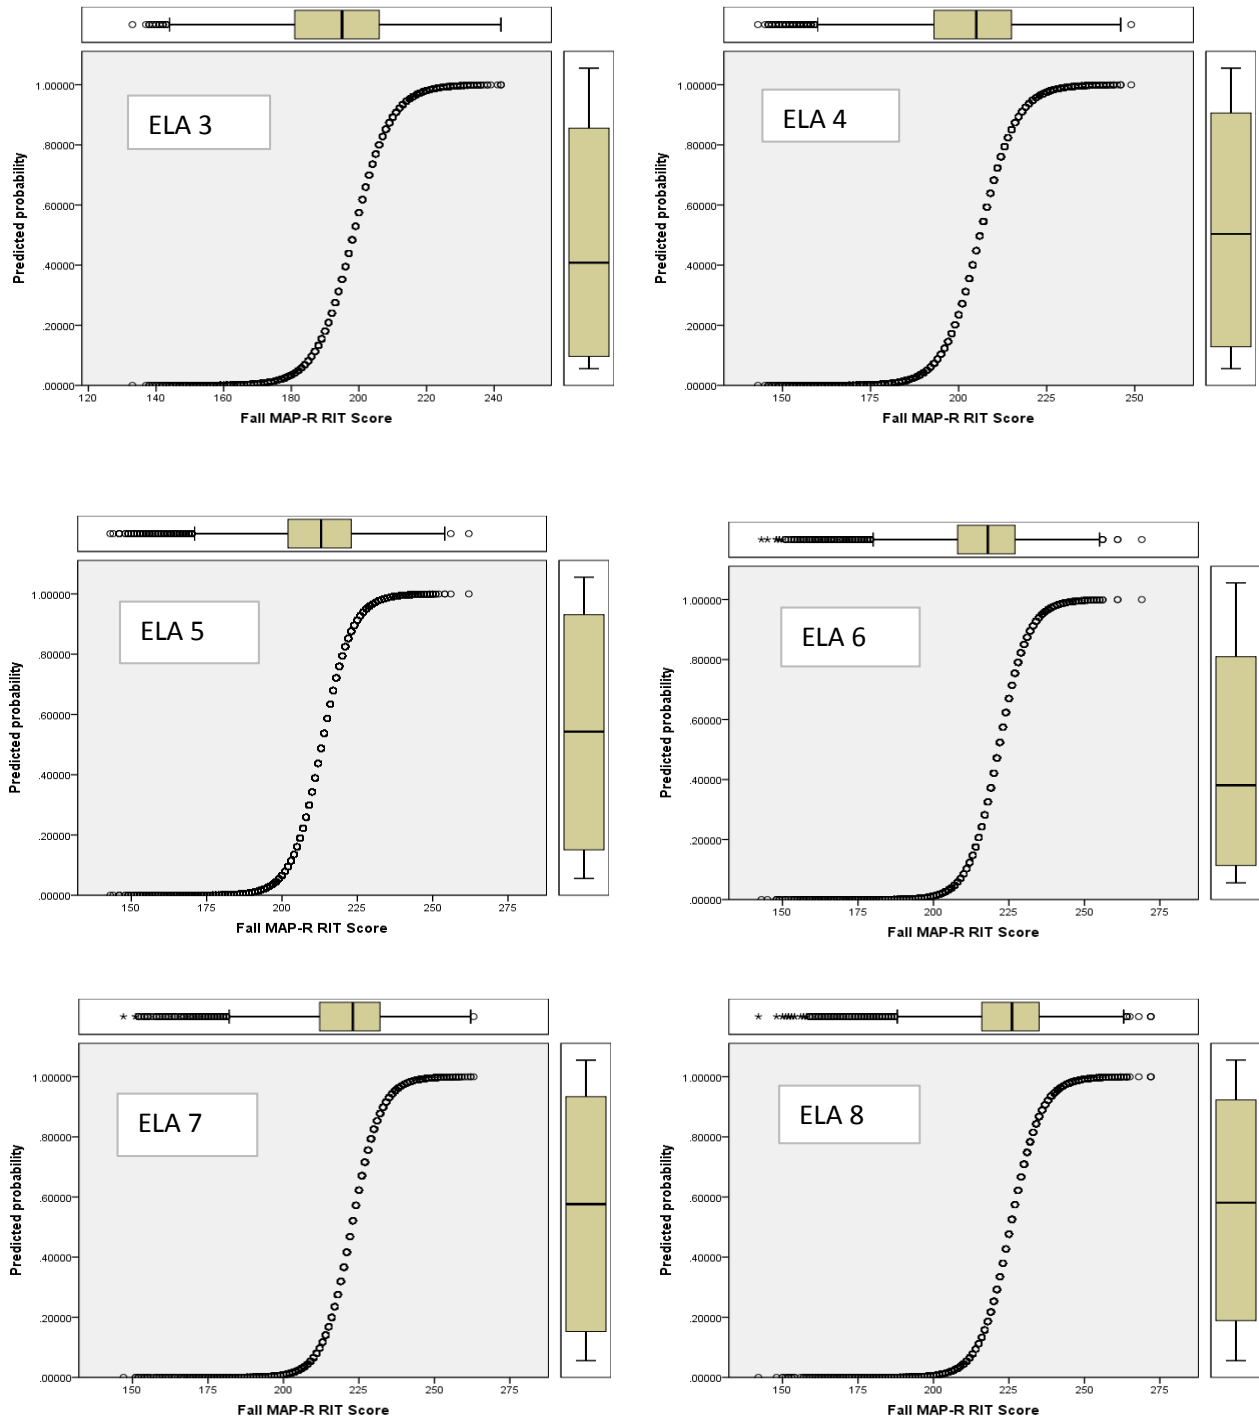 ELA 3
Predicted probability
1.00000
.80000
.60000
.40000
.20000
.00000
120 140 160 180 200 220 240
Fall MAP-R RIT Score
ELA 4
Predicted probability
1.00000
.80000
.60000
.40000
.20000
.00000
150 175 200 225 250
Fall MAP-R RIT Score
ELA 5
Predicted probability
1.00000
.80000
.60000
.40000
.20000
.00000
150 175 200 225 250 275
Fall MAP-R RIT Score
ELA 6
Predicted probability
1.00000
.80000
.60000
.40000
.20000
.00000
150 175 200 225 250 275
Fall MAP-R RIT Score
ELA 7
Predicted probability
1.00000
.80000
.60000
.40000
.20000
.00000
150 175 200 225 250 275
Fall MAP-R RIT Score
ELA 8
Predicted probability
1.00000
.80000
.60000
.40000
.20000
.00000
150 175 200 225 250 275
Fall MAP-R RIT Score